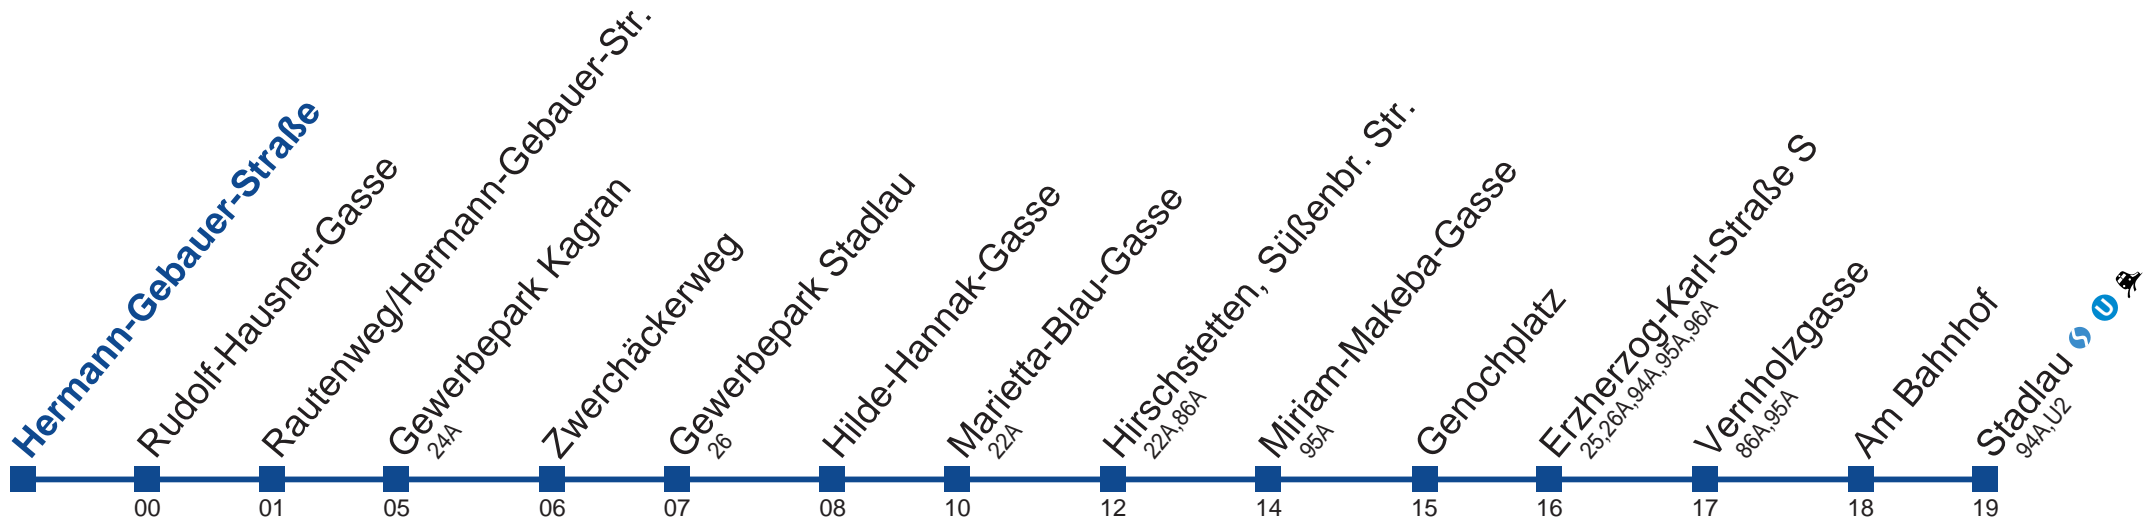 Hermann-Gebauer-Straße
Rudolf-Hausner-Gasse
Rautenweg/Hermann-Gebauer-Str.
Gewerbepark Kagran
24A
Zwerchäckerweg
Gewerbepark Stadlau
26
Hilde-Hannak-Gasse
Marietta-Blau-Gasse
22A
Hirschstetten, Süßenbr. Str.
22A,86A
Miriam-Makeba-Gasse
95A
Genochplatz
Erzherzog-Karl-Straße S
25,26A,94A,95A,96A
Vernholzgasse
86A,95A
Am Bahnhof
Stadlau S U
94A,U2
00 01 05 06 07 08 10 12 14 15 16 17 18 19